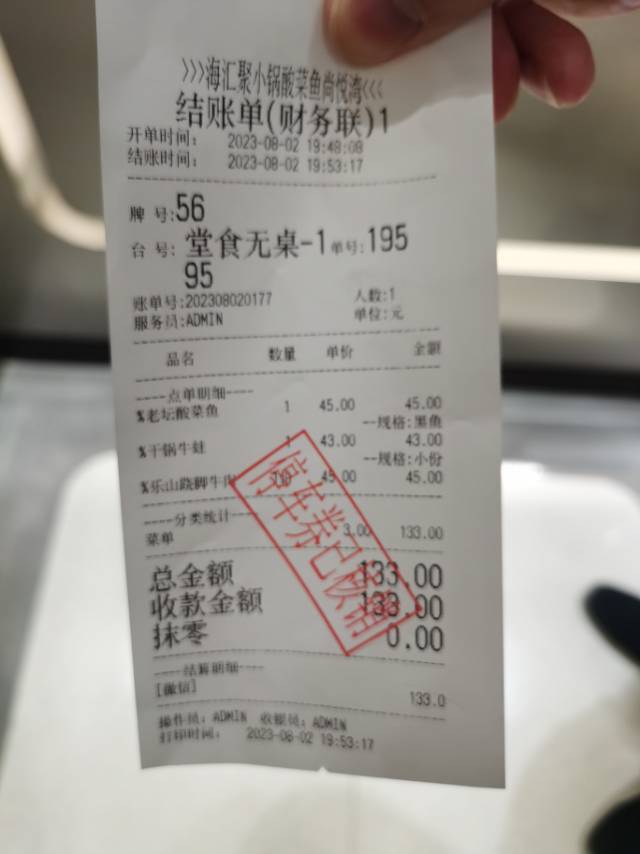 >>>海汇聚小锅酸菜鱼尚悦湾<<<
结账单(财务联)1
开单时间: 2023-08-02 19:48:08
结账时间: 2023-08-02 19:53:17
牌 号:56
台 号: 堂食无桌-1 单号:195
95
账单号:202308020177 人数:1
服务员:ADMIN 单位:元
品名 数量 单价 金额
----点单明细----
%老坛酸菜鱼 1 45.00 45.00
--规格:黑鱼
%干锅牛蛙 1 43.00 43.00
--规格:小份
%乐山跷脚牛肉 45.00 45.00
----分类统计----
菜单 3.00 133.00
总金额 133.00
收款金额 133.00
抹零 0.00
停车券已核销
----结算明细----
[微信] 133.0
操作员: ADMIN 收银员: ADMIN
打印时间: 2023-08-02 19:53:17